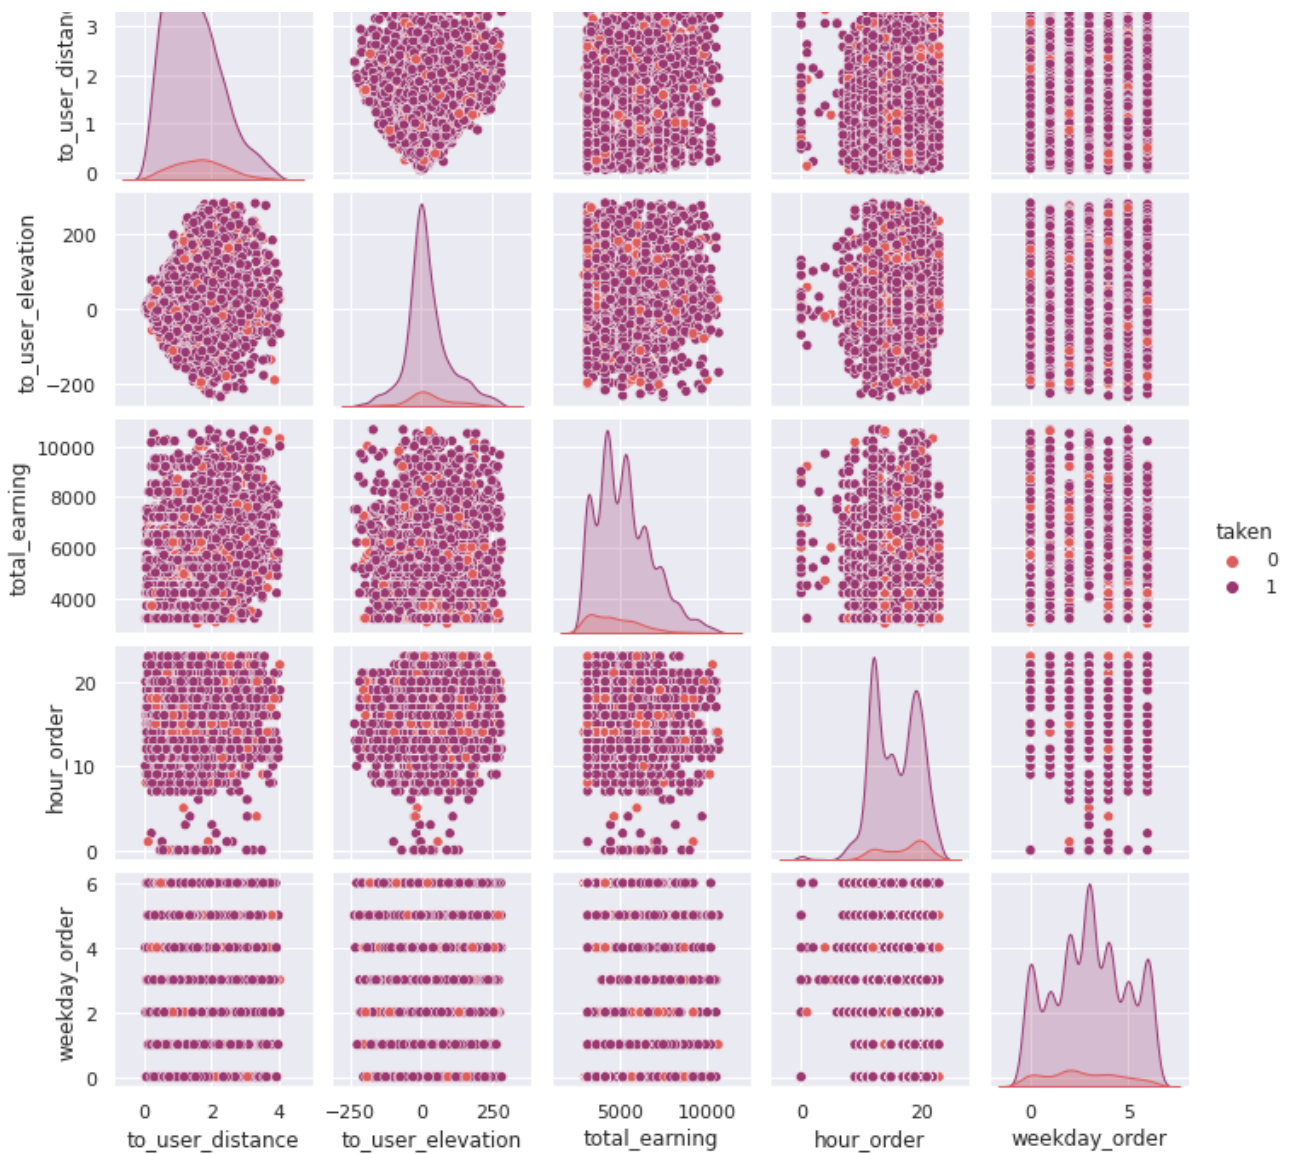 to_user_distanc
3
2
1
0
to_user_elevation
200
0
−200
total_earning
10000
8000
6000
4000
taken
0
1
hour_order
20
10
0
weekday_order
6
4
2
0
0 2 4 −250 0 250 5000 10000 0 20 0 5
to_user_distance to_user_elevation total_earning hour_order weekday_order